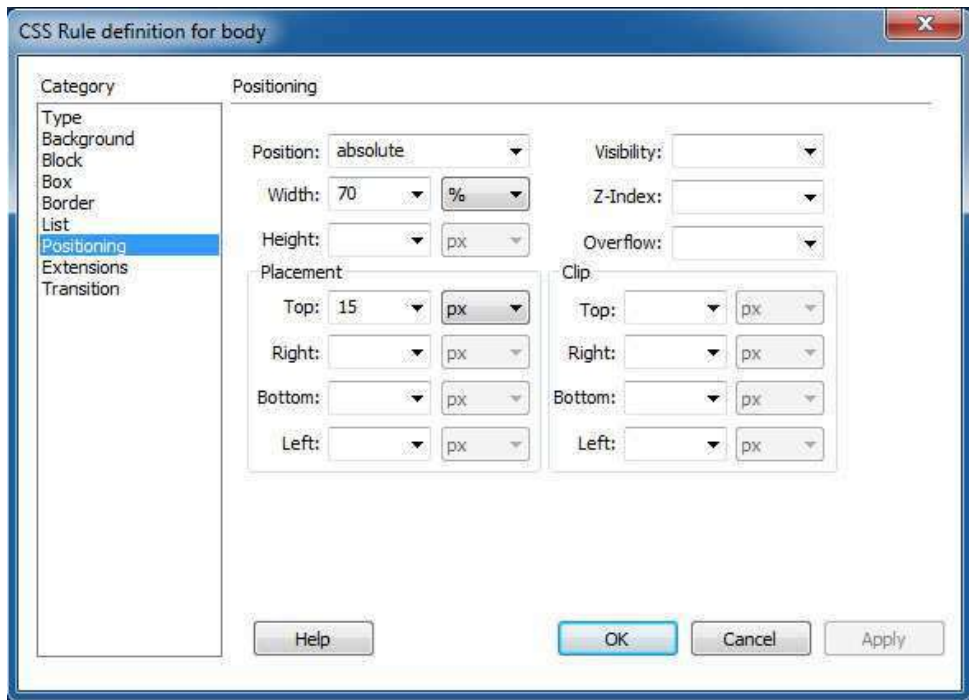 CSS Rule definition for body
Category
Positioning
Type
Background
Block
Box
Border
List
Positioning
Extensions
Transition
Position: absolute
Visibility:
Width: 70 %
Z-Index:
Height: px
Overflow:
Placement
Clip
Top: 15 px
Top: px
Right: px
Right: px
Bottom: px
Bottom: px
Left: px
Left: px
Help
OK
Cancel
Apply